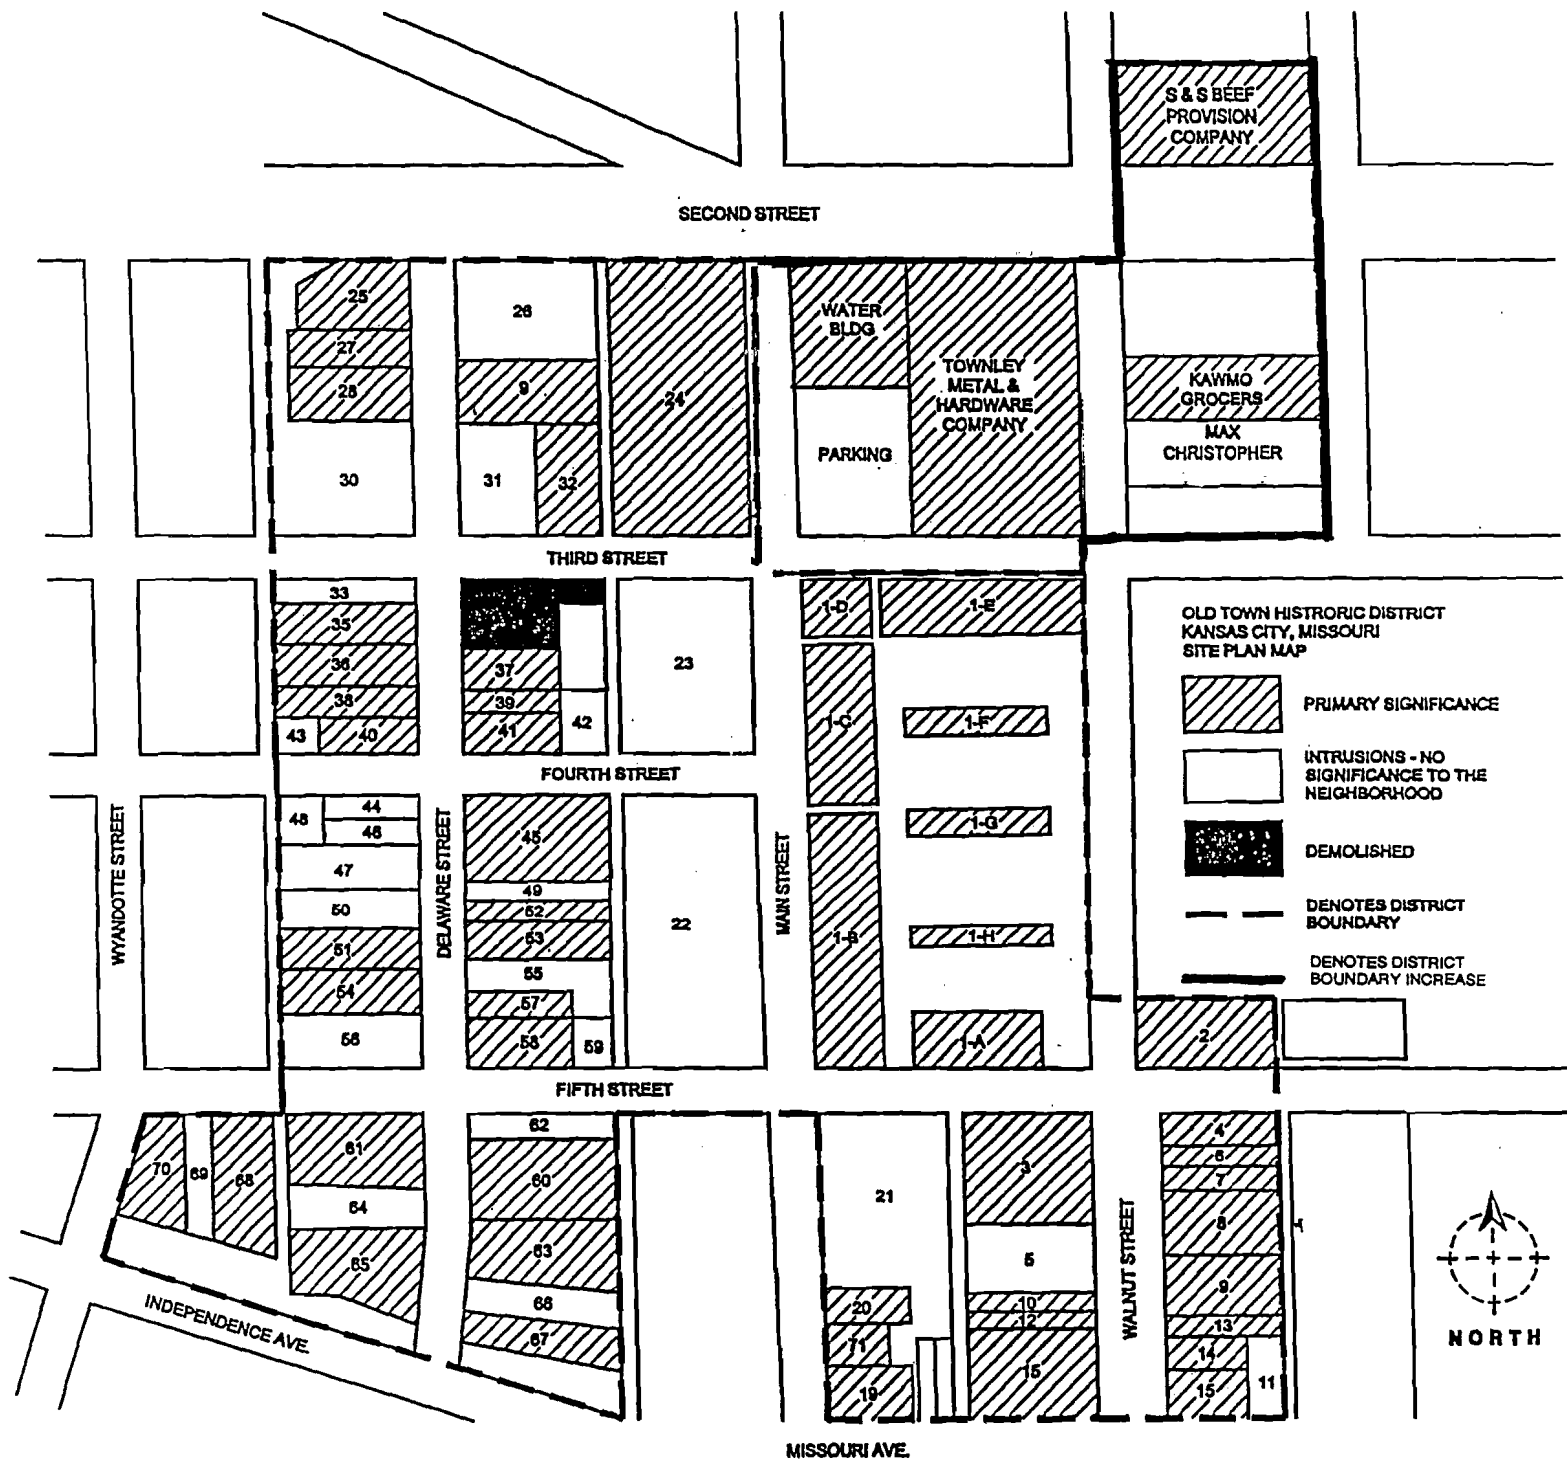 S & S BEEF
PROVISION
COMPANY
SECOND STREET
25
26
27
28
9
24
30
31
32
WATER
BLDG
TOWNLEY
METAL &
HARDWARE
COMPANY
PARKING
KAWMO
GROCERS
MAX
CHRISTOPHER
THIRD STREET
33
35
36
38
43
40
37
39
41
42
23
1-D
1-E
1-C
1-F
OLD TOWN HISTRORIC DISTRICT
KANSAS CITY, MISSOURI
SITE PLAN MAP
PRIMARY SIGNIFICANCE
INTRUSIONS - NO
SIGNIFICANCE TO THE
NEIGHBORHOOD
DEMOLISHED
DENOTES DISTRICT
BOUNDARY
DENOTES DISTRICT
BOUNDARY INCREASE
FOURTH STREET
WYANDOTTE STREET
48
44
46
47
50
51
54
56
DELAWARE STREET
45
49
52
53
55
57
58
59
22
MAIN STREET
1-B
1-G
1-H
1-A
2
FIFTH STREET
70
69
68
61
64
65
62
60
63
66
67
INDEPENDENCE AVE.
21
20
71
19
3
5
10
12
15
WALNUT STREET
4
6
7
8
9
13
14
15
11
NORTH
MISSOURI AVE.